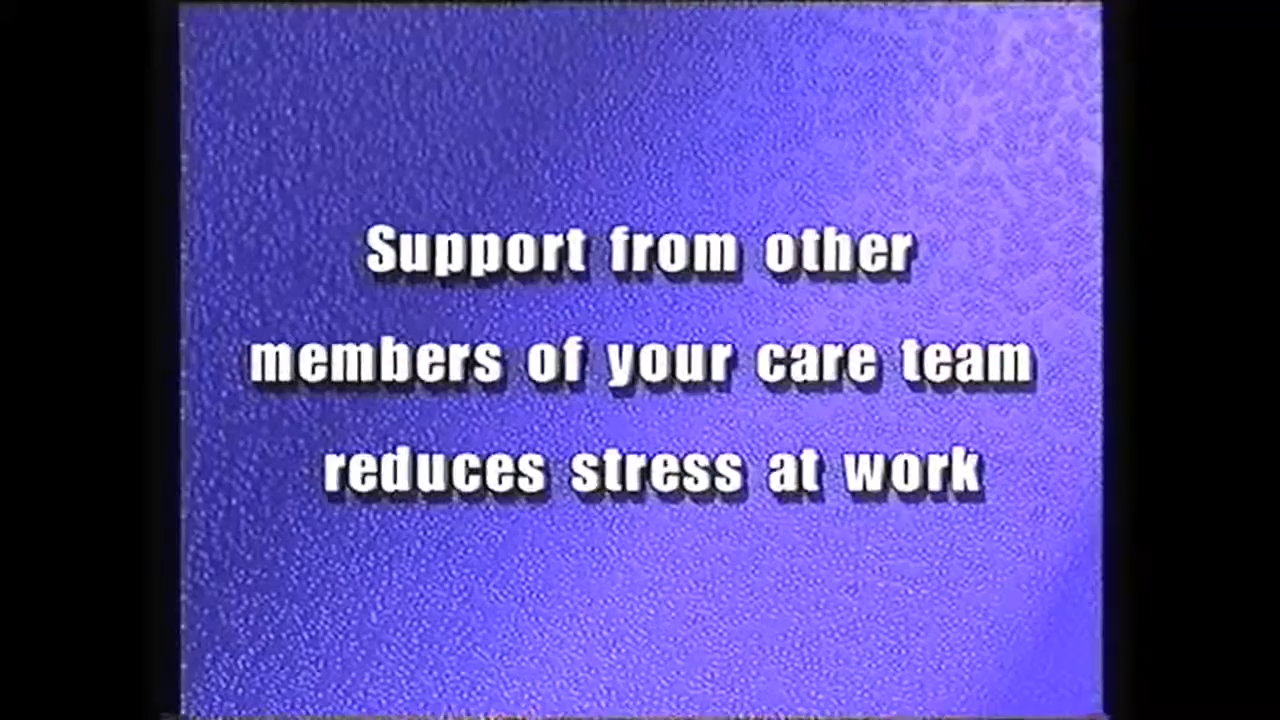 Support from other
members of your care team
reduces stress at work